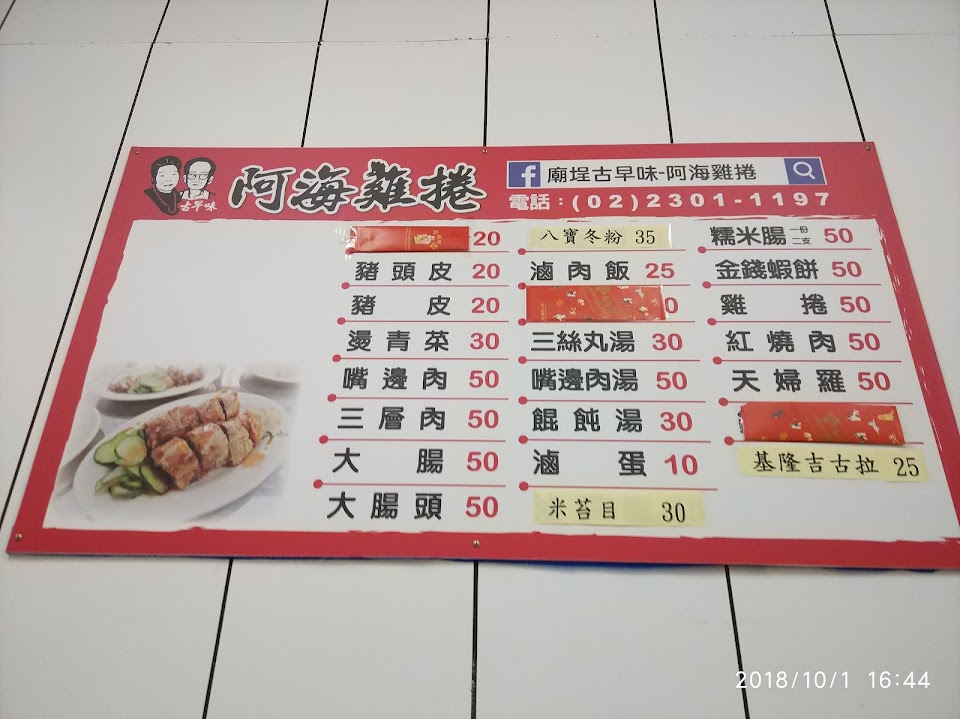 古早味
阿海雞捲
f 廟埕古早味-阿海雞捲
電話：(02)2301-1197
20
豬頭皮 20
豬皮 20
燙青菜 30
嘴邊肉 50
三層肉 50
大腸 50
大腸頭 50
八寶冬粉 35
滷肉飯 25
0
三絲丸湯 30
嘴邊肉湯 50
餛飩湯 30
滷蛋 10
米苔目 30
糯米腸 一份二支 50
金錢蝦餅 50
雞捲 50
紅燒肉 50
天婦羅 50
基隆吉古拉 25
2018/10/1 16:44